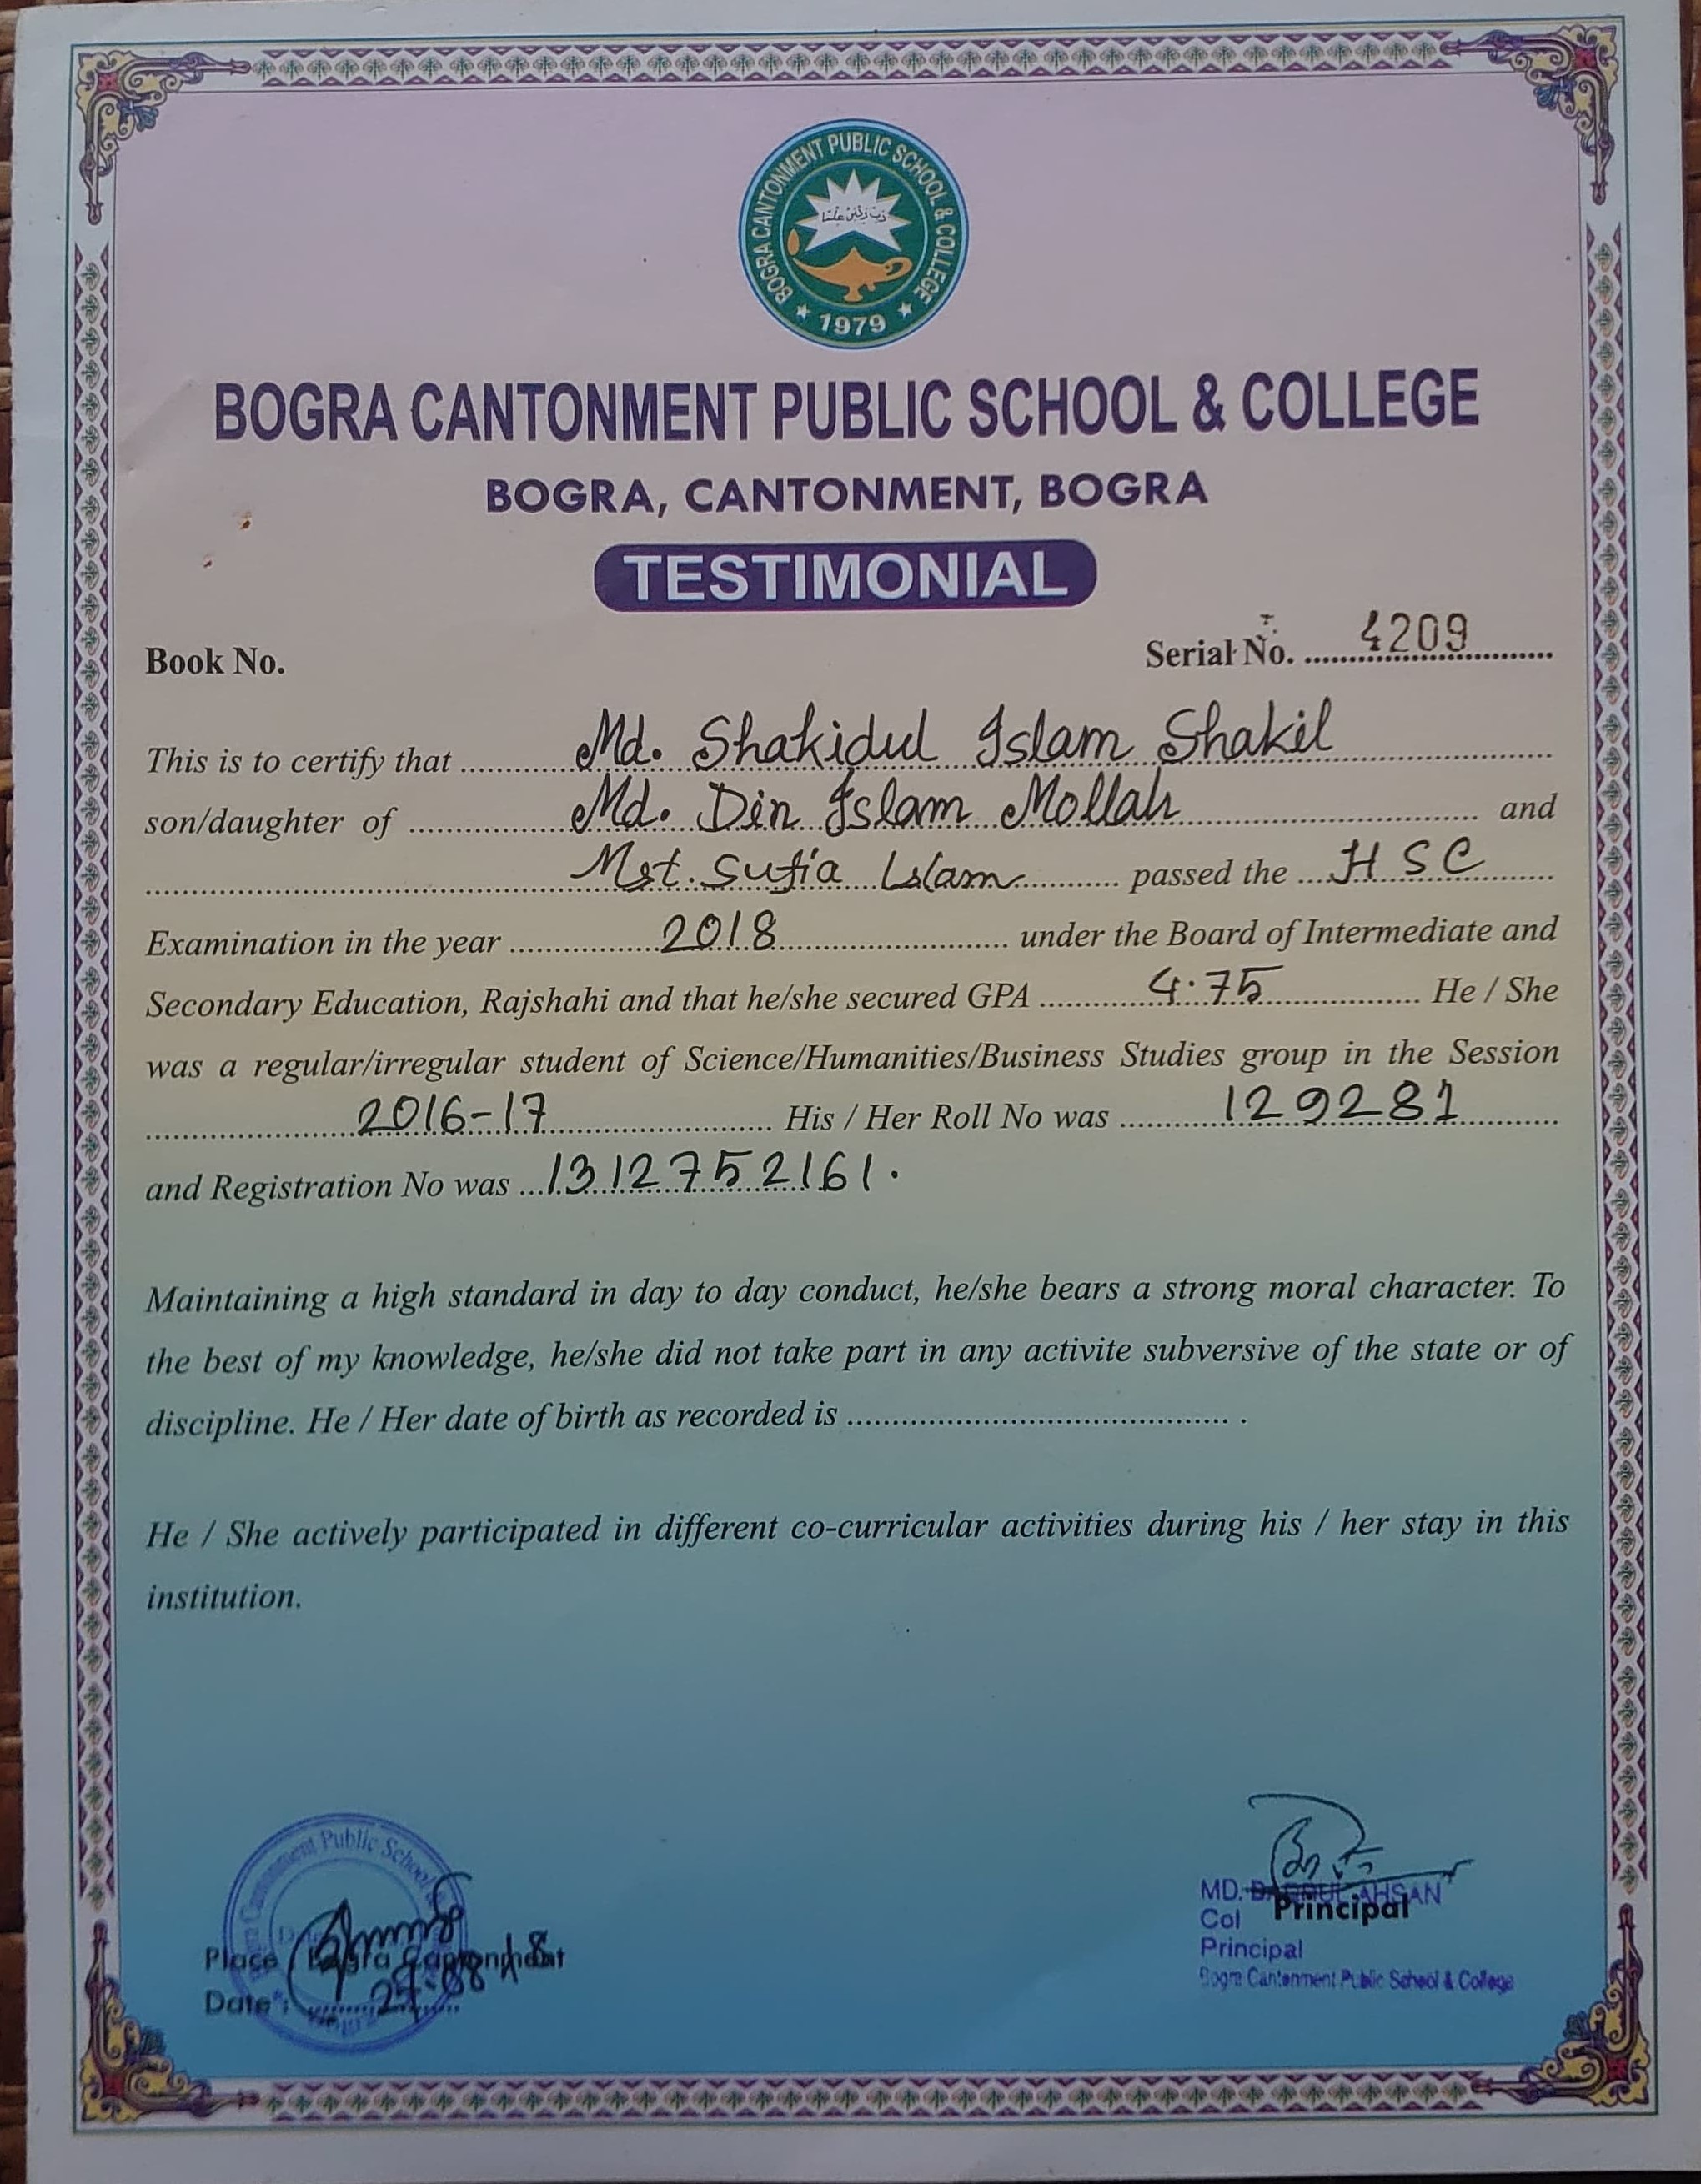 BOGRA CANTONMENT PUBLIC SCHOOL & COLLEGE
★ 1979 ★
BOGRA CANTONMENT PUBLIC SCHOOL & COLLEGE
BOGRA, CANTONMENT, BOGRA
TESTIMONIAL
Book No. Serial No. 4209
This is to certify that Md. Shakidul Islam Shakil
son/daughter of Md. Din Islam Mollah and
Mst. Sufia Islam passed the HSC
Examination in the year 2018 under the Board of Intermediate and
Secondary Education, Rajshahi and that he/she secured GPA 4.75 He / She
was a regular/irregular student of Science/Humanities/Business Studies group in the Session
2016-17 His / Her Roll No was 129281
and Registration No was 1312752161.
Maintaining a high standard in day to day conduct, he/she bears a strong moral character. To
the best of my knowledge, he/she did not take part in any activite subversive of the state or of
discipline. He / Her date of birth as recorded is .
He / She actively participated in different co-curricular activities during his / her stay in this
institution.
Cantonment Public School
Place Bogra Cantonment
Date :
MD. AHSAN
Principal
Col
Principal
Bogra Cantonment Public School & College